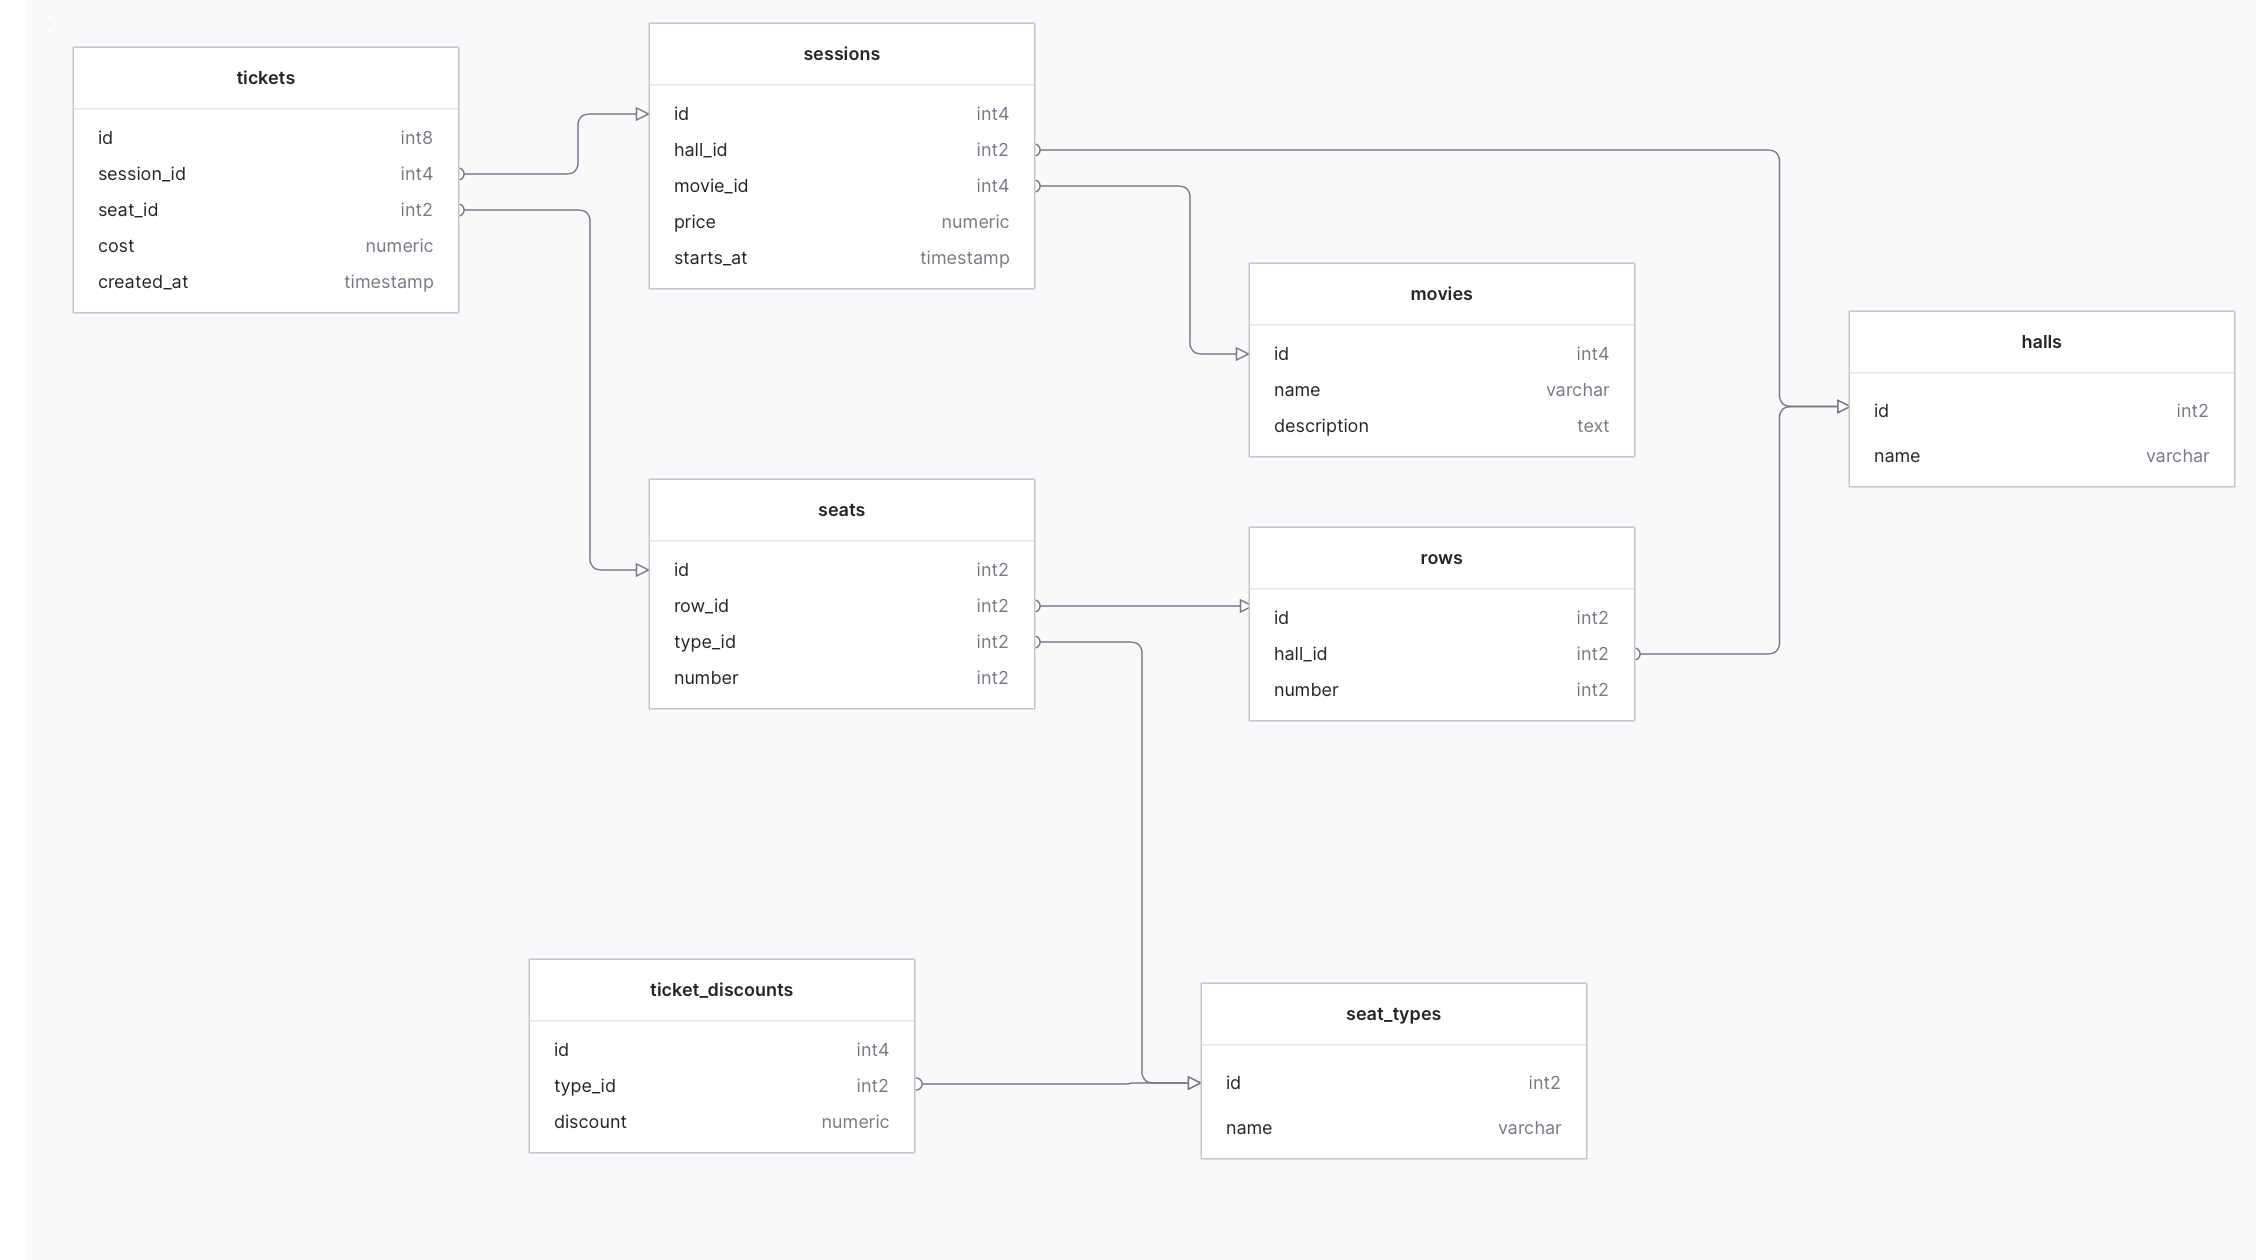 tickets
id int8
session_id int4
seat_id int2
cost numeric
created_at timestamp
sessions
id int4
hall_id int2
movie_id int4
price numeric
starts_at timestamp
movies
id int4
name varchar
description text
halls
id int2
name varchar
seats
id int2
row_id int2
type_id int2
number int2
rows
id int2
hall_id int2
number int2
ticket_discounts
id int4
type_id int2
discount numeric
seat_types
id int2
name varchar